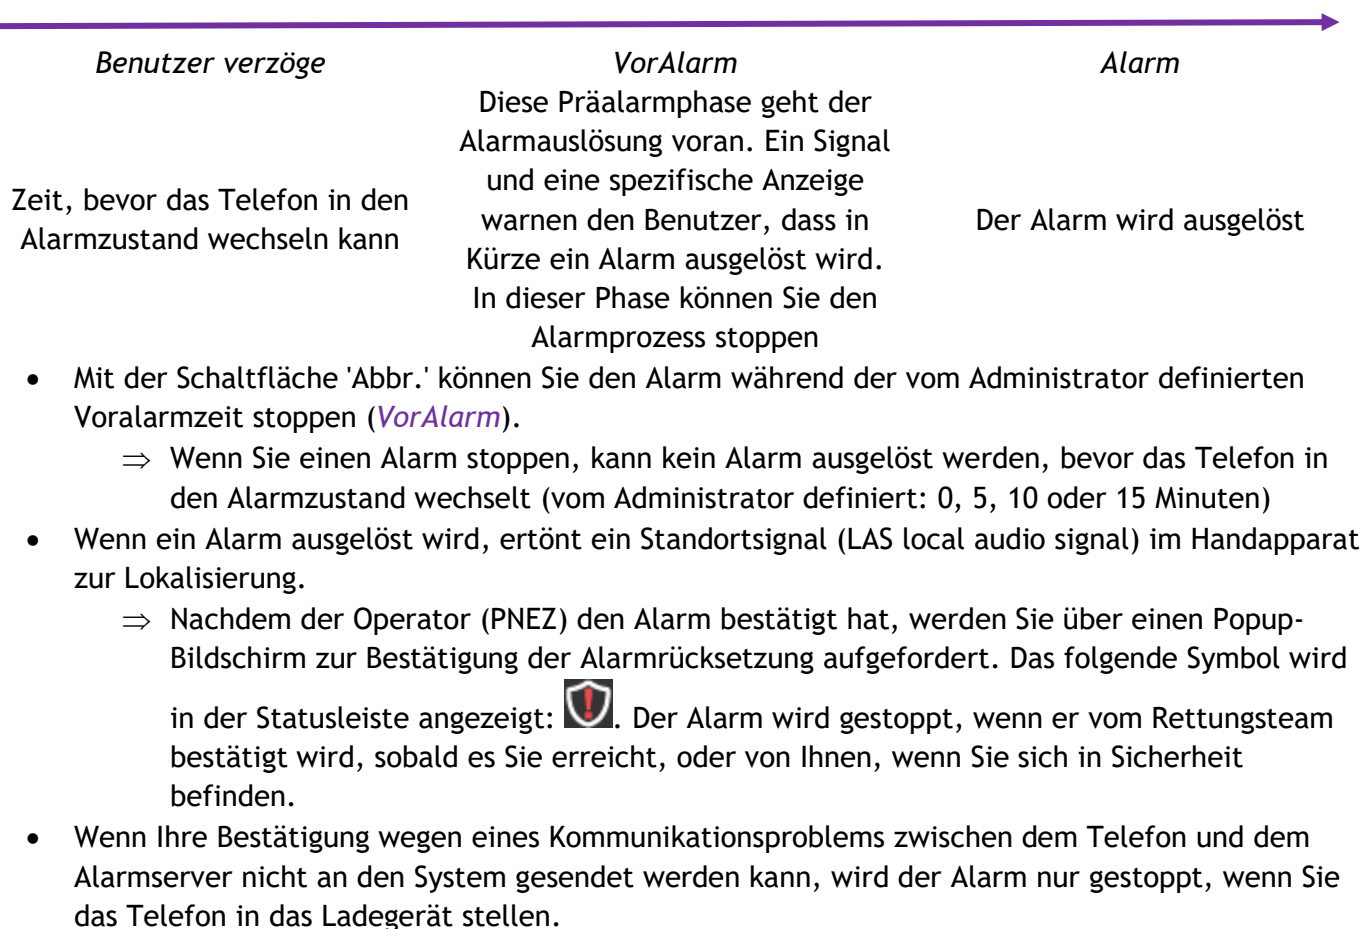 Benutzer verzöge
VorAlarm
Alarm
Zeit, bevor das Telefon in den
Alarmzustand wechseln kann
Diese Präalarmphase geht der
Alarmauslösung voran. Ein Signal
und eine spezifische Anzeige
warnen den Benutzer, dass in
Kürze ein Alarm ausgelöst wird.
In dieser Phase können Sie den
Alarmprozess stoppen
Der Alarm wird ausgelöst
• Mit der Schaltfläche 'Abbr.' können Sie den Alarm während der vom Administrator definierten
Voralarmzeit stoppen (VorAlarm).
⇒ Wenn Sie einen Alarm stoppen, kann kein Alarm ausgelöst werden, bevor das Telefon in
den Alarmzustand wechselt (vom Administrator definiert: 0, 5, 10 oder 15 Minuten)
• Wenn ein Alarm ausgelöst wird, ertönt ein Standortsignal (LAS local audio signal) im Handapparat
zur Lokalisierung.
⇒ Nachdem der Operator (PNEZ) den Alarm bestätigt hat, werden Sie über einen Popup-
Bildschirm zur Bestätigung der Alarmrücksetzung aufgefordert. Das folgende Symbol wird
in der Statusleiste angezeigt: . Der Alarm wird gestoppt, wenn er vom Rettungsteam
bestätigt wird, sobald es Sie erreicht, oder von Ihnen, wenn Sie sich in Sicherheit
befinden.
• Wenn Ihre Bestätigung wegen eines Kommunikationsproblems zwischen dem Telefon und dem
Alarmserver nicht an den System gesendet werden kann, wird der Alarm nur gestoppt, wenn Sie
das Telefon in das Ladegerät stellen.